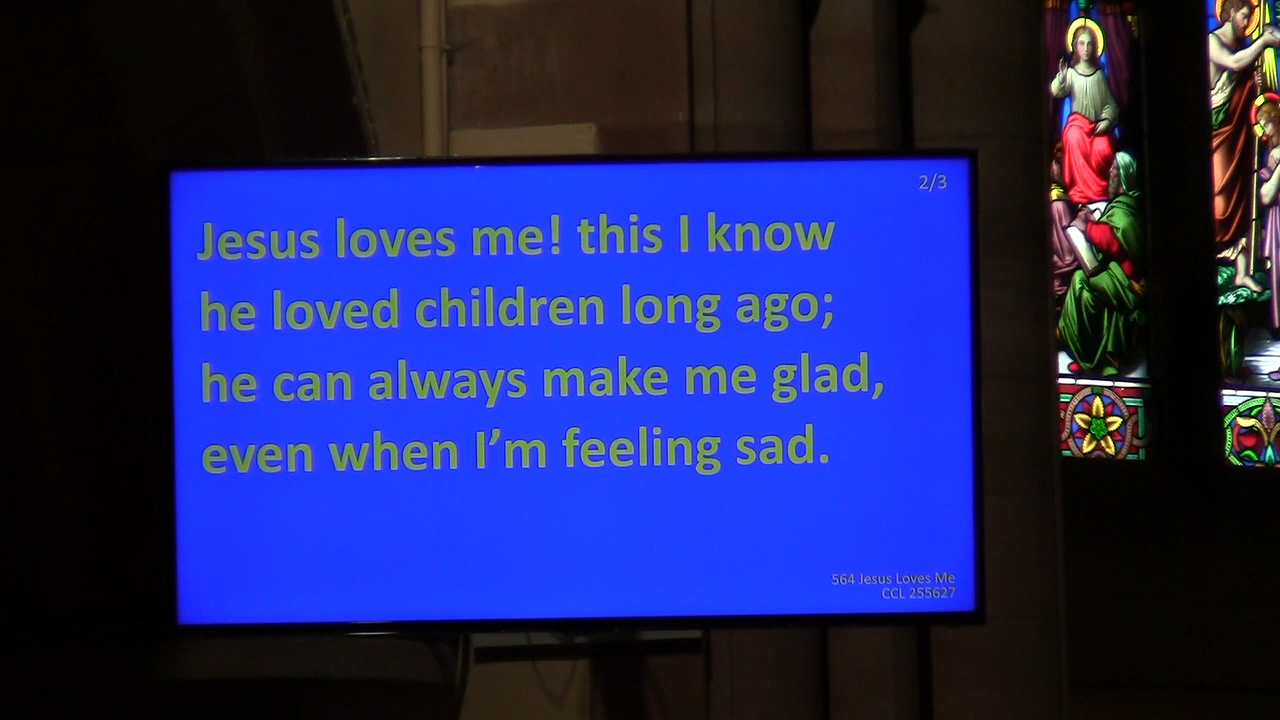 2/3
Jesus loves me! this I know
he loved children long ago;
he can always make me glad,
even when I’m feeling sad.
564 Jesus Loves Me
CCL 255627